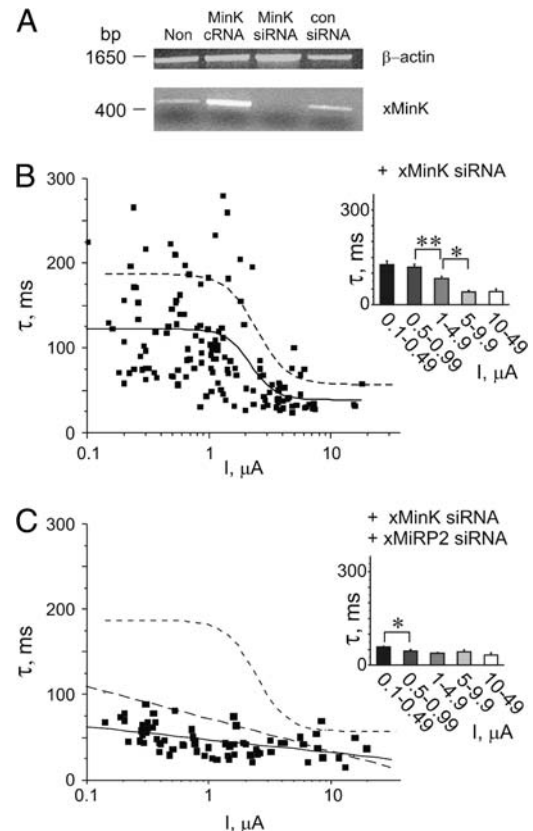 A
bp
Non
MinK cRNA
MinK siRNA
con siRNA
1650
β-actin
400
xMinK
B
+ xMinK siRNA
300
200
100
0
τ, ms
0.1
1
10
I, μA
300
0
τ, ms
**
*
0.1-0.49
0.5-0.99
1-4.9
5-9.9
10-49
I, μA
C
+ xMinK siRNA
+ xMiRP2 siRNA
300
200
100
0
τ, ms
0.1
1
10
I, μA
300
0
τ, ms
*
0.1-0.49
0.5-0.99
1-4.9
5-9.9
10-49
I, μA